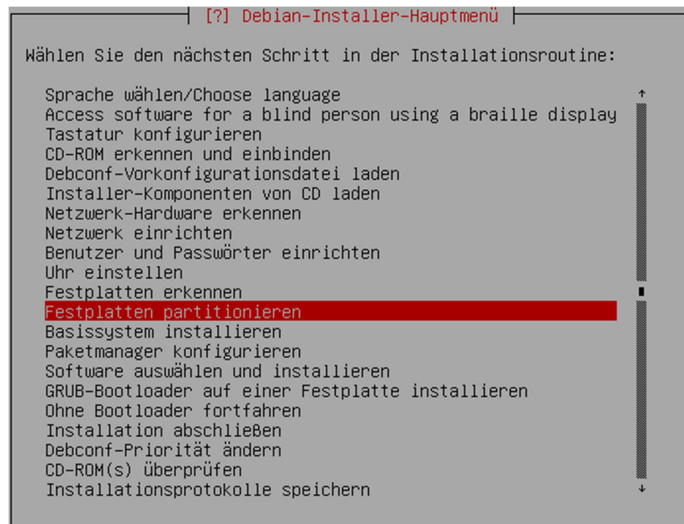 [?] Debian-Installer-Hauptmenü
Wählen Sie den nächsten Schritt in der Installationsroutine:
Sprache wählen/Choose language
Access software for a blind person using a braille display
Tastatur konfigurieren
CD-ROM erkennen und einbinden
Debconf-Vorkonfigurationsdatei laden
Installer-Komponenten von CD laden
Netzwerk-Hardware erkennen
Netzwerk einrichten
Benutzer und Passwörter einrichten
Uhr einstellen
Festplatten erkennen
Festplatten partitionieren
Basissystem installieren
Paketmanager konfigurieren
Software auswählen und installieren
GRUB-Bootloader auf einer Festplatte installieren
Ohne Bootloader fortfahren
Installation abschließen
Debconf-Priorität ändern
CD-ROM(s) überprüfen
Installationsprotokolle speichern